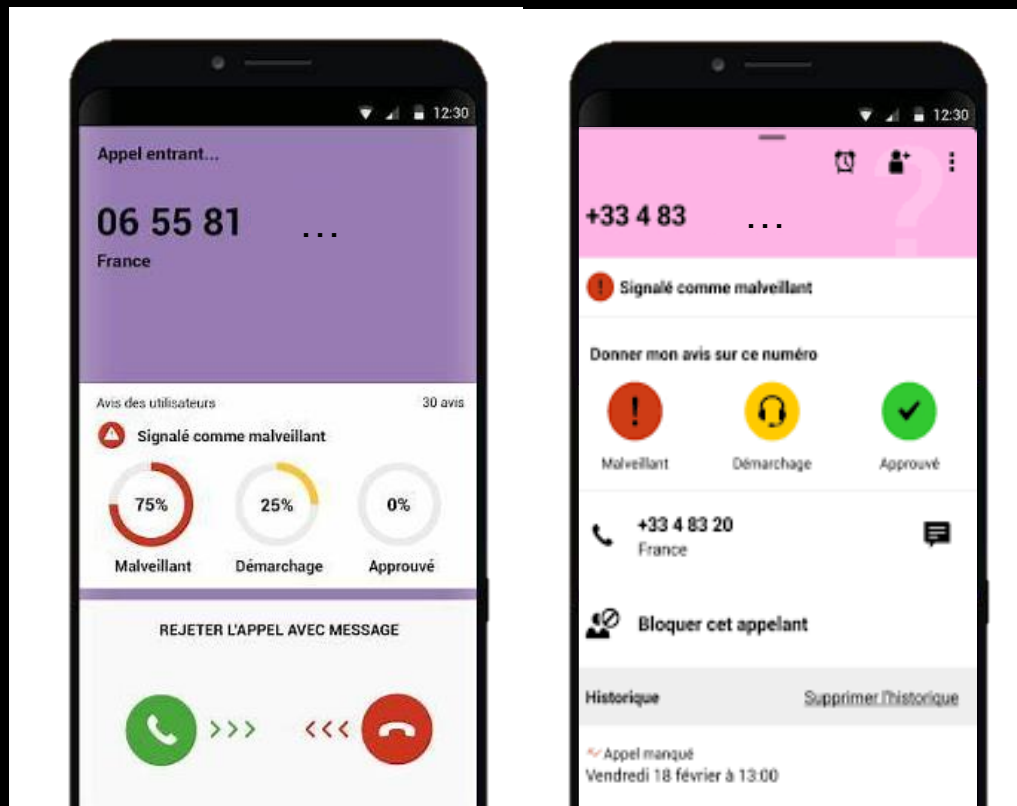 12:30
Appel entrant...
06 55 81 ...
France
Avis des utilisateurs 30 avis
Signalé comme malveillant
75% 25% 0%
Malveillant Démarchage Approuvé
REJETER L'APPEL AVEC MESSAGE
12:30
+33 4 83 ...
Signalé comme malveillant
Donner mon avis sur ce numéro
Malveillant Démarchage Approuvé
+33 4 83 20
France
Bloquer cet appelant
Historique Supprimer l'historique
Appel manqué
Vendredi 18 février à 13:00